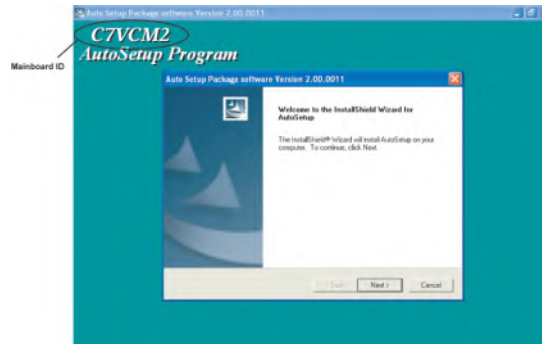 Auto Setup Package software Version 2.00.0011
C7VCM2
AutoSetup Program
Mainboard ID
Auto Setup Package software Version 2.00.0011
Welcome to the InstallShield Wizard for
AutoSetup
The InstallShield® Wizard will install AutoSetup on your
computer. To continue, click Next.
< Back
Next >
Cancel